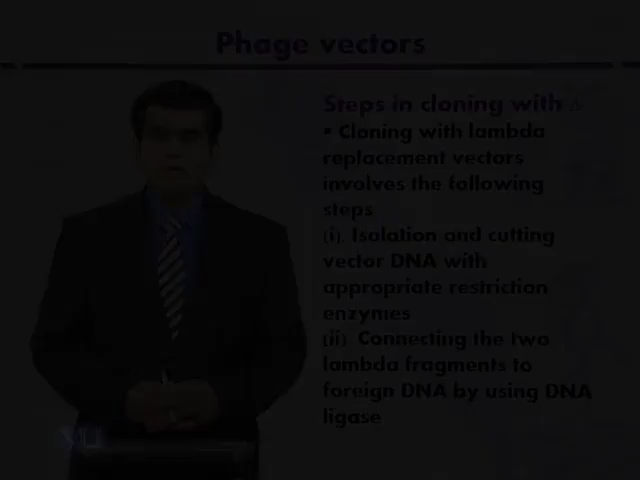 Phage vectors
Steps in cloning with λ
• Cloning with lambda
replacement vectors
involves the following
steps
(i). Isolation and cutting
vector DNA with
appropriate restriction
enzymes
(ii). Connecting the two
lambda fragments to
foreign DNA by using DNA
ligase